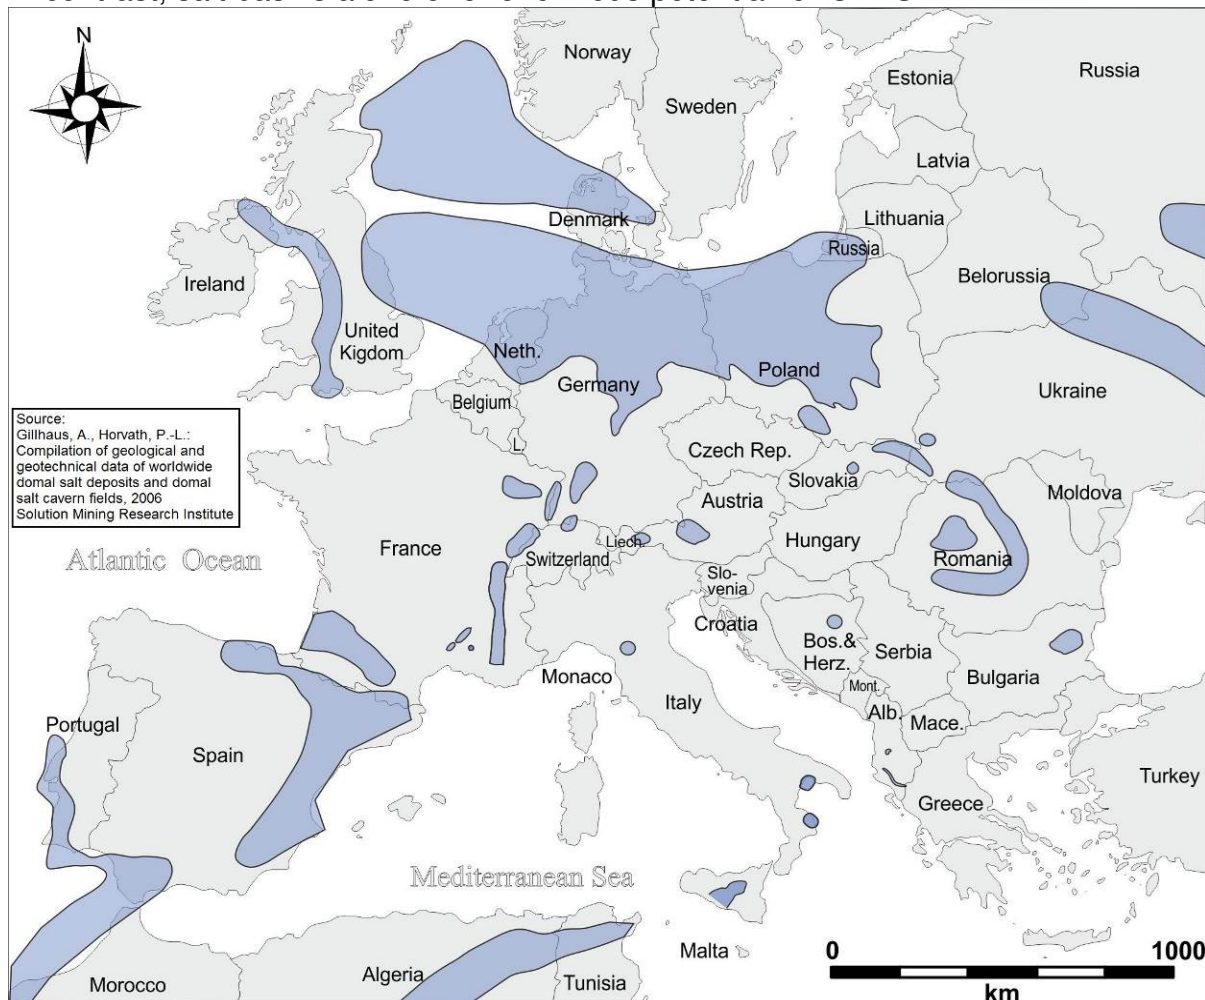 N
Norway
Sweden
Estonia
Russia
Latvia
Lithuania
Russia
Denmark
Belorussia
Ireland
United
Kigdom
Neth.
Germany
Poland
Ukraine
Belgium
L.
Czech Rep.
Slovakia
Moldova
Austria
Source:
Gillhaus, A., Horvath, P.-L.:
Compilation of geological and
geotechnical data of worldwide
domal salt deposits and domal
salt cavern fields, 2006
Solution Mining Research Institute
Atlantic Ocean
France
Liech.
Switzerland
Hungary
Romania
Slo-
venia
Croatia
Bos.&
Herz.
Serbia
Monaco
Mont.
Bulgaria
Italy
Alb.
Mace.
Portugal
Spain
Turkey
Greece
Mediterranean Sea
Malta
0 1000
km
Morocco
Algeria
Tunisia